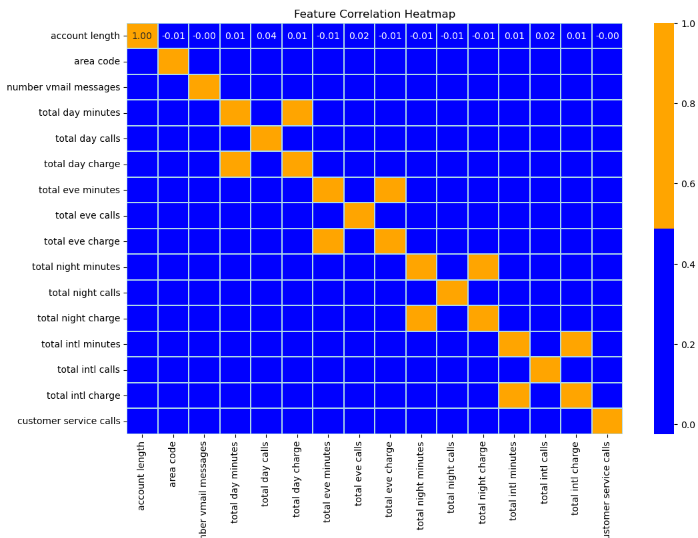 Feature Correlation Heatmap
account length 1.00 -0.01 -0.00 0.01 0.04 0.01 -0.01 0.02 -0.01 -0.01 -0.01 -0.01 0.01 0.02 0.01 -0.00
area code
number vmail messages
total day minutes
total day calls
total day charge
total eve minutes
total eve calls
total eve charge
total night minutes
total night calls
total night charge
total intl minutes
total intl calls
total intl charge
customer service calls
account length
area code
nber vmail messages
total day minutes
total day calls
total day charge
total eve minutes
total eve calls
total eve charge
total night minutes
total night calls
total night charge
total intl minutes
total intl calls
total intl charge
ustomer service calls
1.0
0.8
0.6
0.4
0.2
0.0